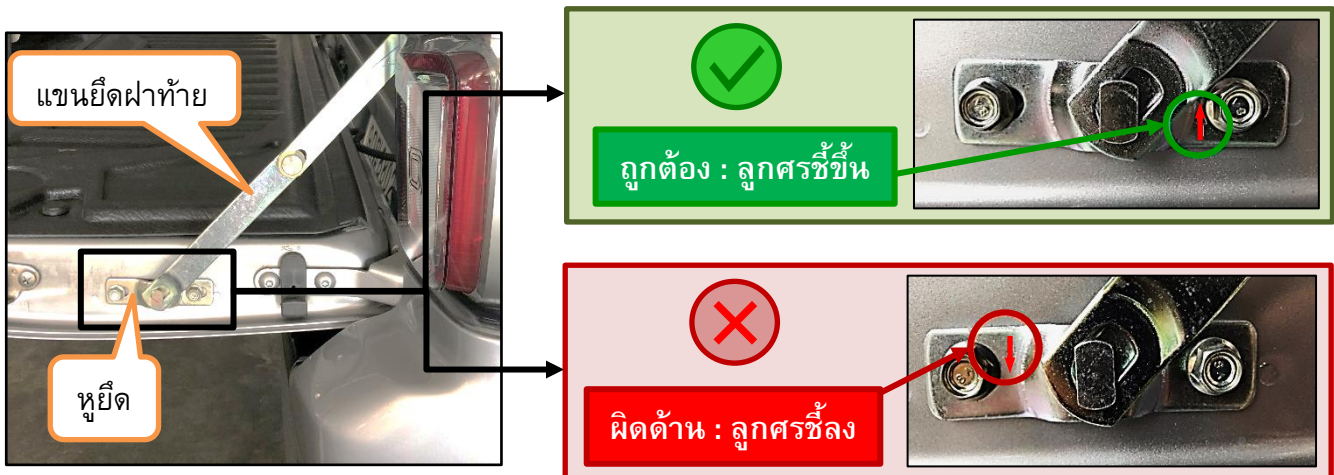 แขนยึดฝาท้าย
หูยึด
ถูกต้อง : ลูกศรชี้ขึ้น
ผิดด้าน : ลูกศรชี้ลง